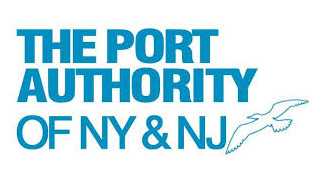 THE PORT
AUTHORITY
OF NY & NJ